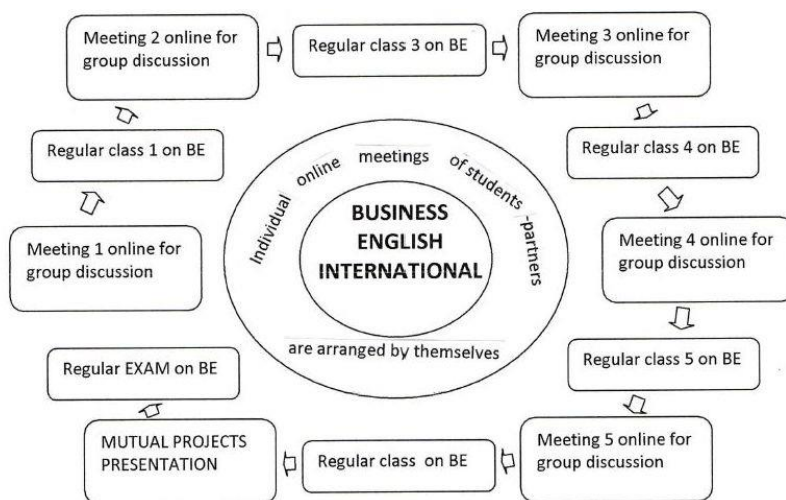 Meeting 2 online for
group discussion
Regular class 3 on BE
Meeting 3 online for
group discussion
Regular class 1 on BE
Regular class 4 on BE
Individual online meetings of students -partners
are arranged by themselves
BUSINESS
ENGLISH
INTERNATIONAL
Meeting 1 online for
group discussion
Meeting 4 online for
group discussion
Regular EXAM on BE
Regular class 5 on BE
MUTUAL PROJECTS
PRESENTATION
Regular class on BE
Meeting 5 online for
group discussion